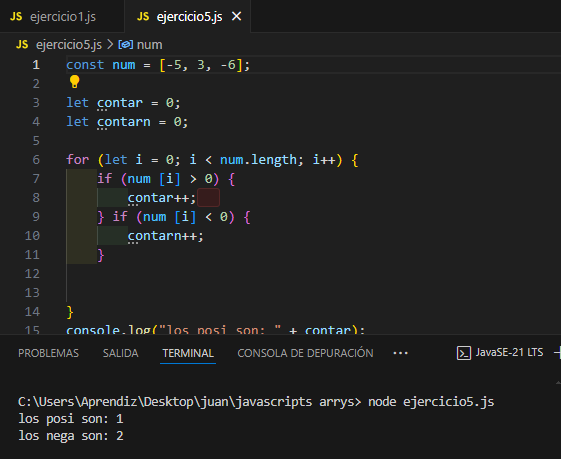 JS ejercicio1.js JS ejercicio5.js ×
JS ejercicio5.js > num
1 const num = [-5, 3, -6];
2
3 let contar = 0;
4 let contarn = 0;
5
6 for (let i = 0; i < num.length; i++) {
7 if (num [i] > 0) {
8 contar++;
9 } if (num [i] < 0) {
10 contarn++;
11 }
12
13
14 }
15 console.log("los posi son: " + contar);
PROBLEMAS SALIDA TERMINAL CONSOLA DE DEPURACIÓN ··· JavaSE-21 LTS +
C:\Users\Aprendiz\Desktop\juan\javascripts arrys> node ejercicio5.js
los posi son: 1
los nega son: 2